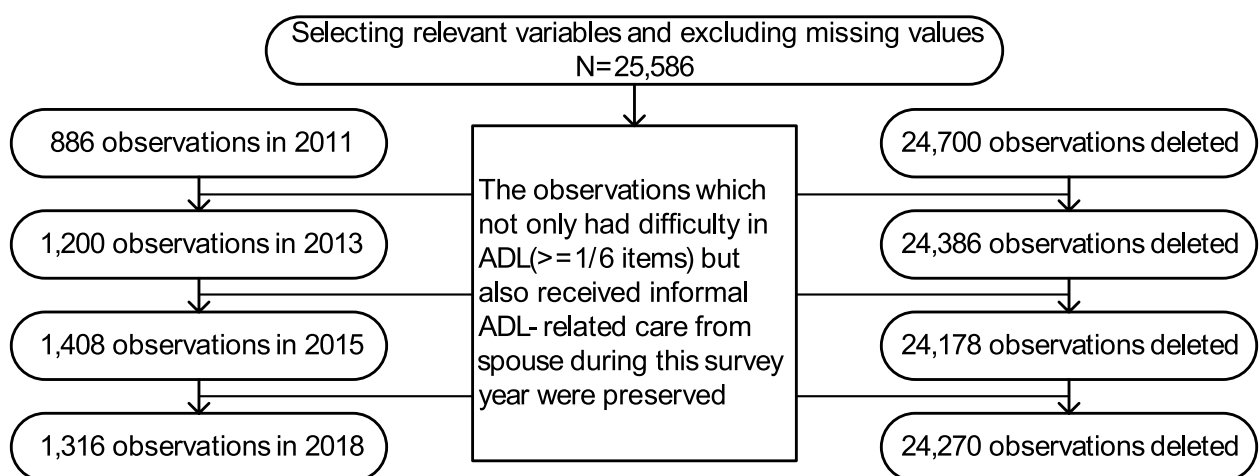 Selecting relevant variables and excluding missing values
N=25,586
886 observations in 2011
1,200 observations in 2013
1,408 observations in 2015
1,316 observations in 2018
The observations which
not only had difficulty in
ADL(>=1/6 items) but
also received informal
ADL-related care from
spouse during this survey
year were preserved
24,700 observations deleted
24,386 observations deleted
24,178 observations deleted
24,270 observations deleted